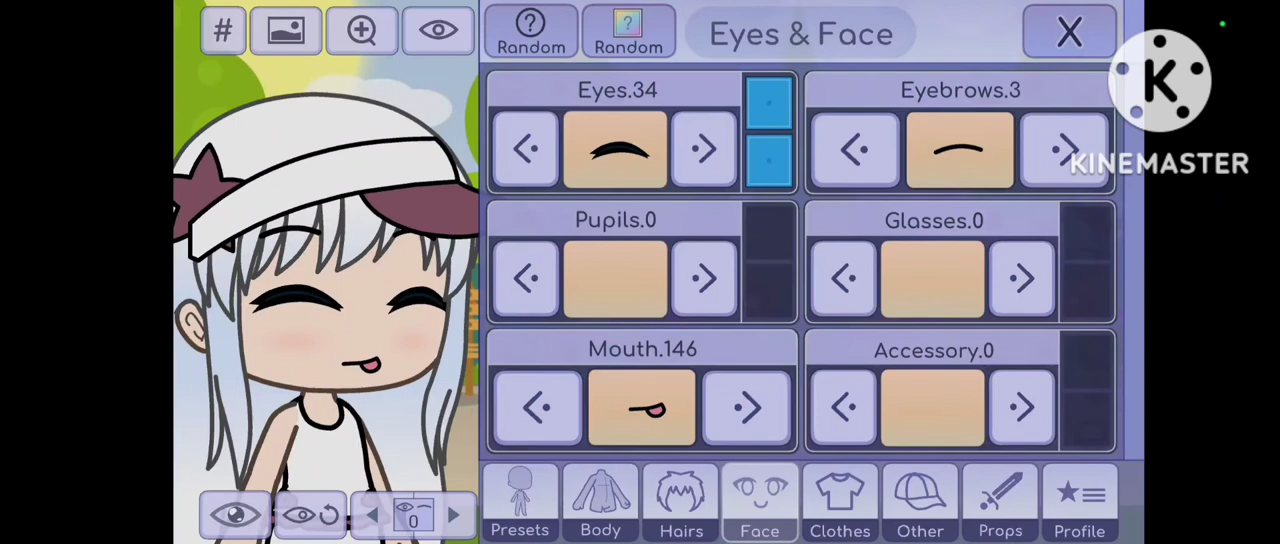 #
?
Random
?
Random
Eyes & Face
X
K
KINEMASTER
Eyes.34
Eyebrows.3
Pupils.0
Glasses.0
Mouth.146
Accessory.0
0
Presets
Body
Hairs
Face
Clothes
Other
Props
Profile